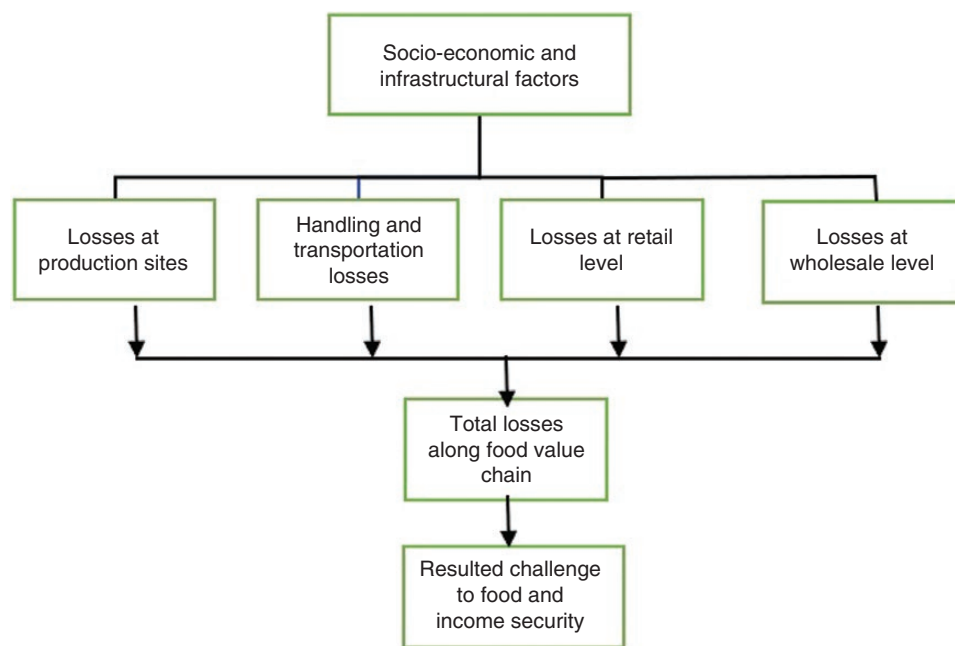 Socio-economic and
infrastructural factors
Losses at
production sites
Handling and
transportation
losses
Losses at retail
level
Losses at
wholesale level
Total losses
along food value
chain
Resulted challenge
to food and
income security